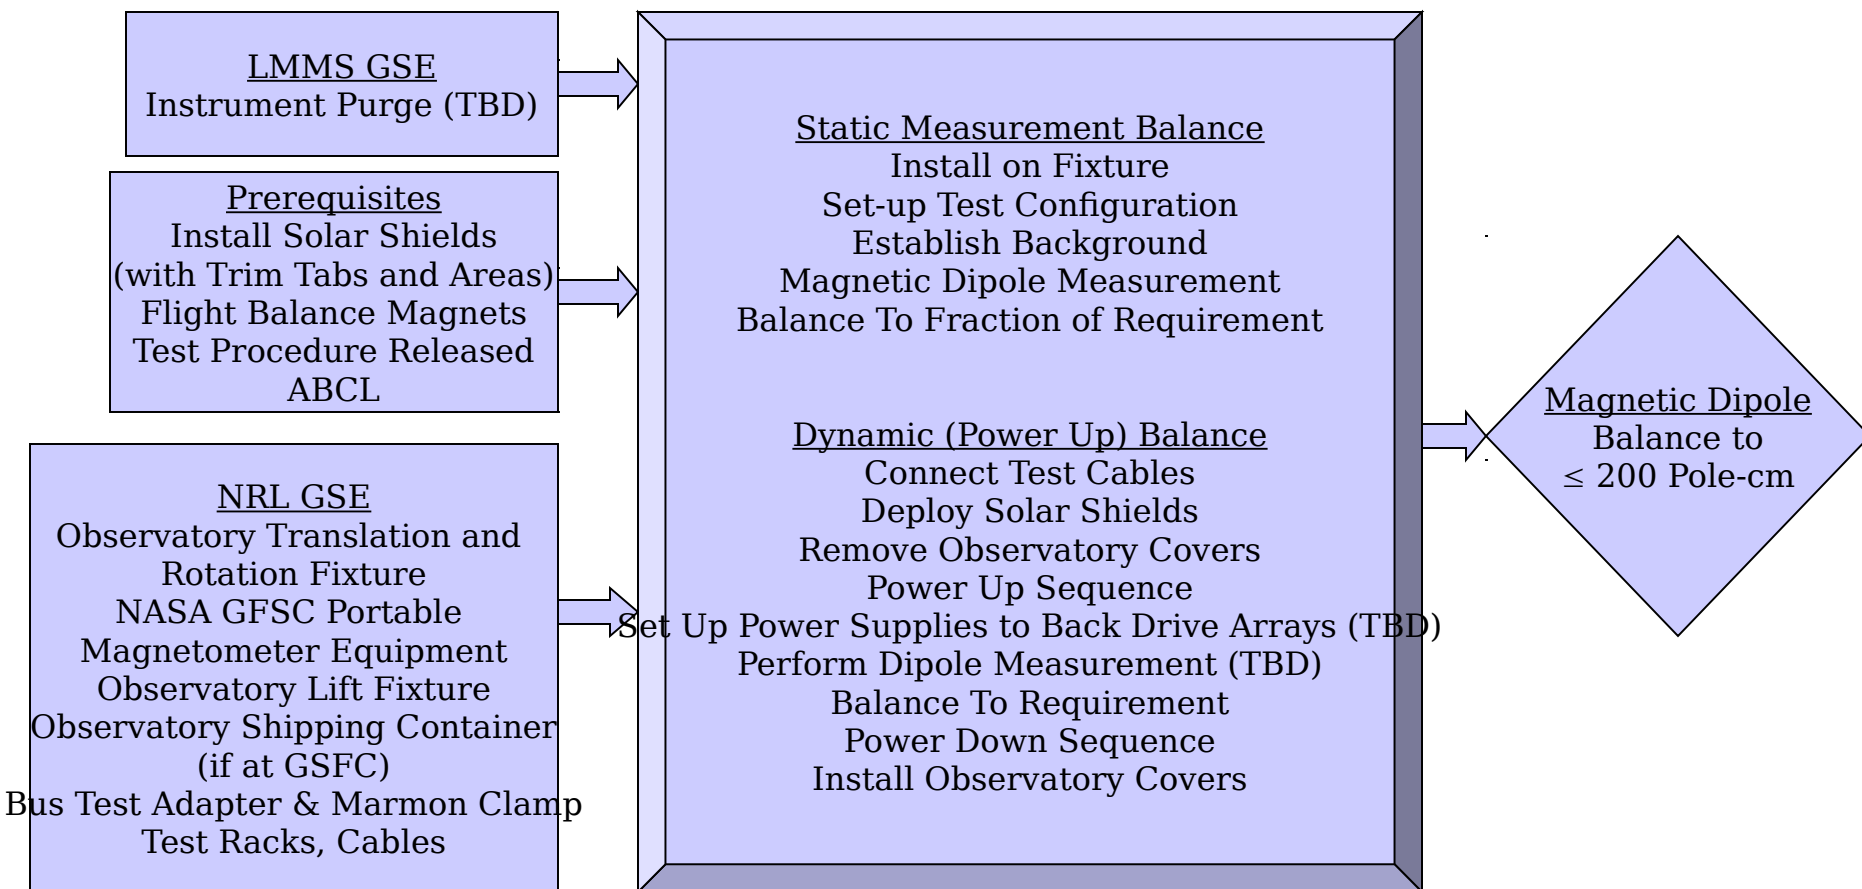 LMMS GSE
Instrument Purge (TBD)
Prerequisites
Install Solar Shields
(with Trim Tabs and Areas)
Flight Balance Magnets
Test Procedure Released
ABCL
NRL GSE
Observatory Translation and
Rotation Fixture
NASA GFSC Portable
Magnetometer Equipment
Observatory Lift Fixture
Observatory Shipping Container
(if at GSFC)
Bus Test Adapter & Marmon Clamp
Test Racks, Cables
Static Measurement Balance
Install on Fixture
Set-up Test Configuration
Establish Background
Magnetic Dipole Measurement
Balance To Fraction of Requirement
Dynamic (Power Up) Balance
Connect Test Cables
Deploy Solar Shields
Remove Observatory Covers
Power Up Sequence
Set Up Power Supplies to Back Drive Arrays (TBD)
Perform Dipole Measurement (TBD)
Balance To Requirement
Power Down Sequence
Install Observatory Covers
Magnetic Dipole
Balance to
≤ 200 Pole-cm